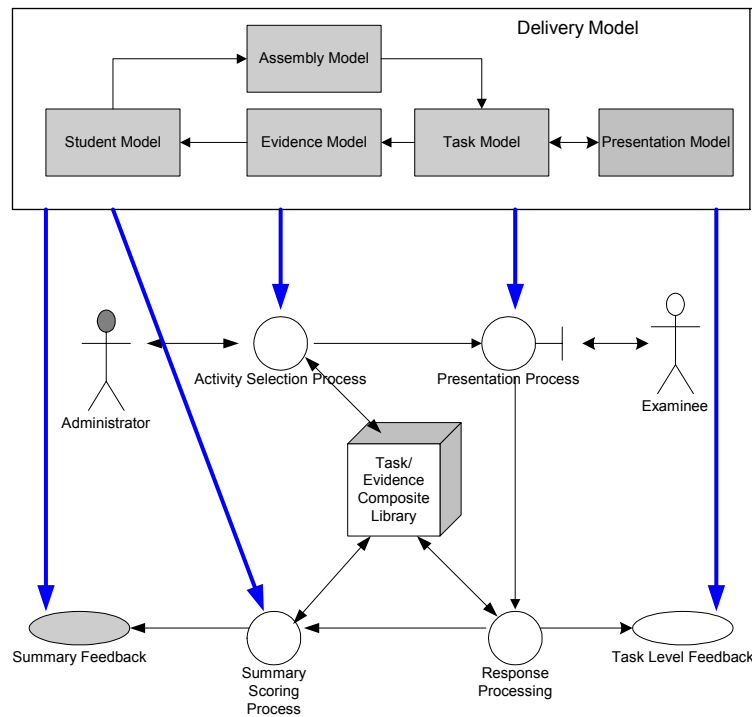 Delivery Model
Assembly Model
Student Model
Evidence Model
Task Model
Presentation Model
Administrator
Activity Selection Process
Presentation Process
Examinee
Task/
Evidence
Composite
Library
Summary Feedback
Summary
Scoring
Process
Response
Processing
Task Level Feedback